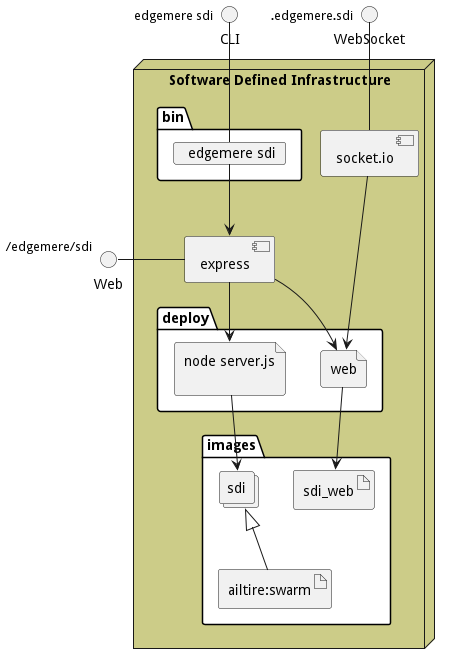 edgemere sdi
.edgemere.sdi
CLI
WebSocket
Software Defined Infrastructure
bin
edgemere sdi
socket.io
/edgemere/sdi
express
Web
deploy
node server.js
web
images
sdi
sdi_web
ailtire:swarm